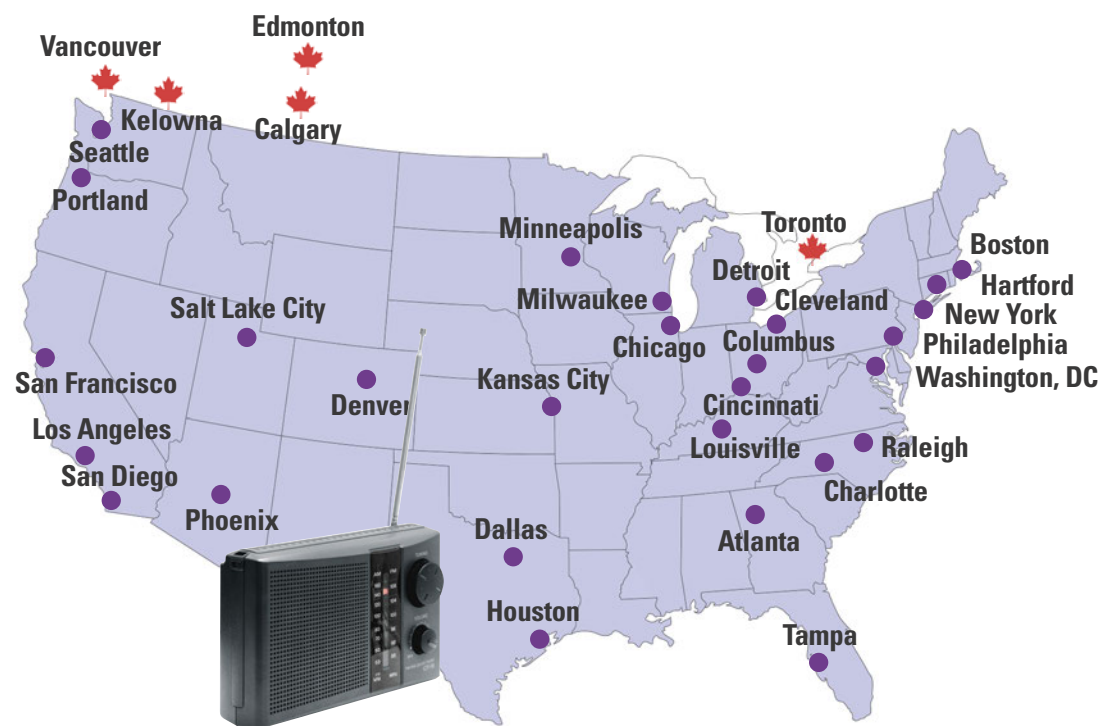 Edmonton
Vancouver
Kelowna
Calgary
Seattle
Portland
Toronto
Minneapolis
Boston
Detroit
Hartford
Milwaukee
Cleveland
Salt Lake City
New York
Chicago
Columbus
Philadelphia
San Francisco
Denver
Kansas City
Washington, DC
Cincinnati
Los Angeles
Louisville
Raleigh
San Diego
Charlotte
Phoenix
Dallas
Atlanta
Houston
Tampa